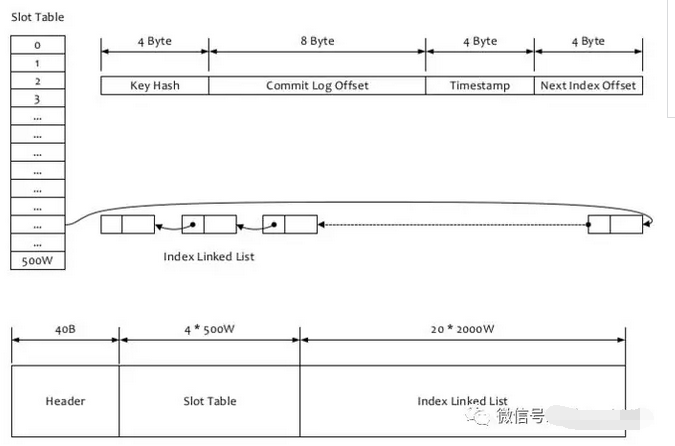 Slot Table
0
1
2
3
...
...
...
...
...
...
...
500W
4 Byte 8 Byte 4 Byte 4 Byte
Key Hash Commit Log Offset Timestamp Next Index Offset
Index Linked List
40B 4 * 500W 20 * 2000W
Header Slot Table Index Linked List
微信号: